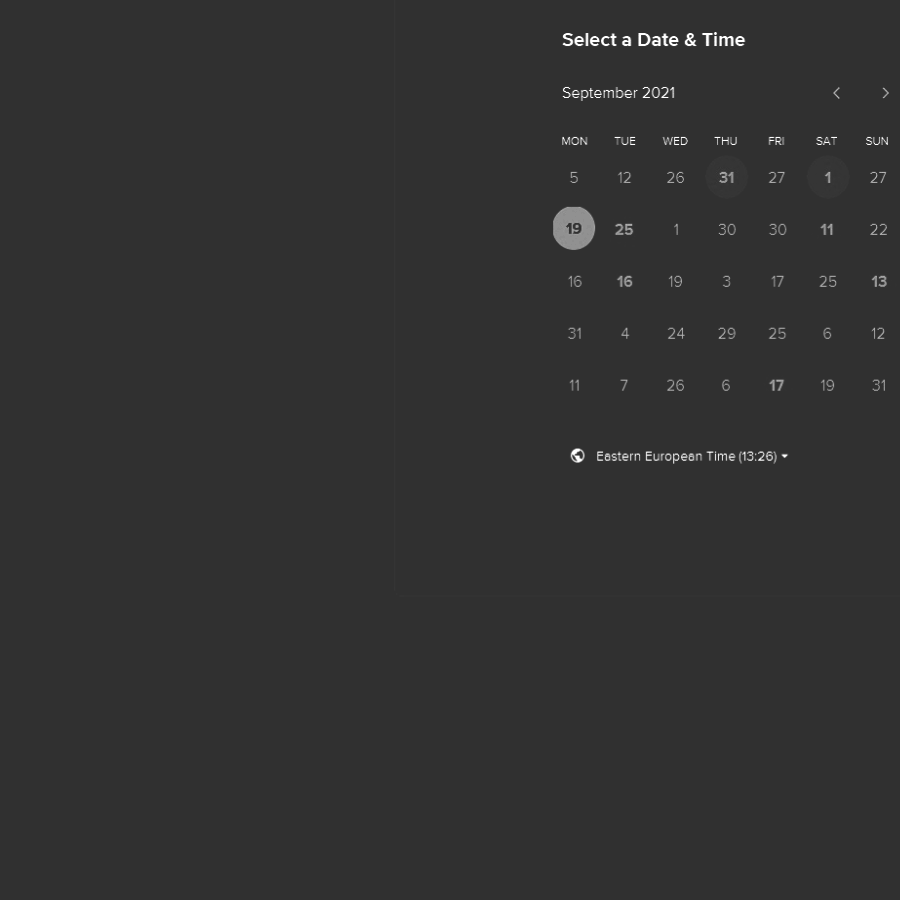 Select a Date & Time
September 2021
MON TUE WED THU FRI SAT SUN
5 12 26 31 27 1 27
19 25 1 30 30 11 22
16 16 19 3 17 25 13
31 4 24 29 25 6 12
11 7 26 6 17 19 31
Eastern European Time (13:26)